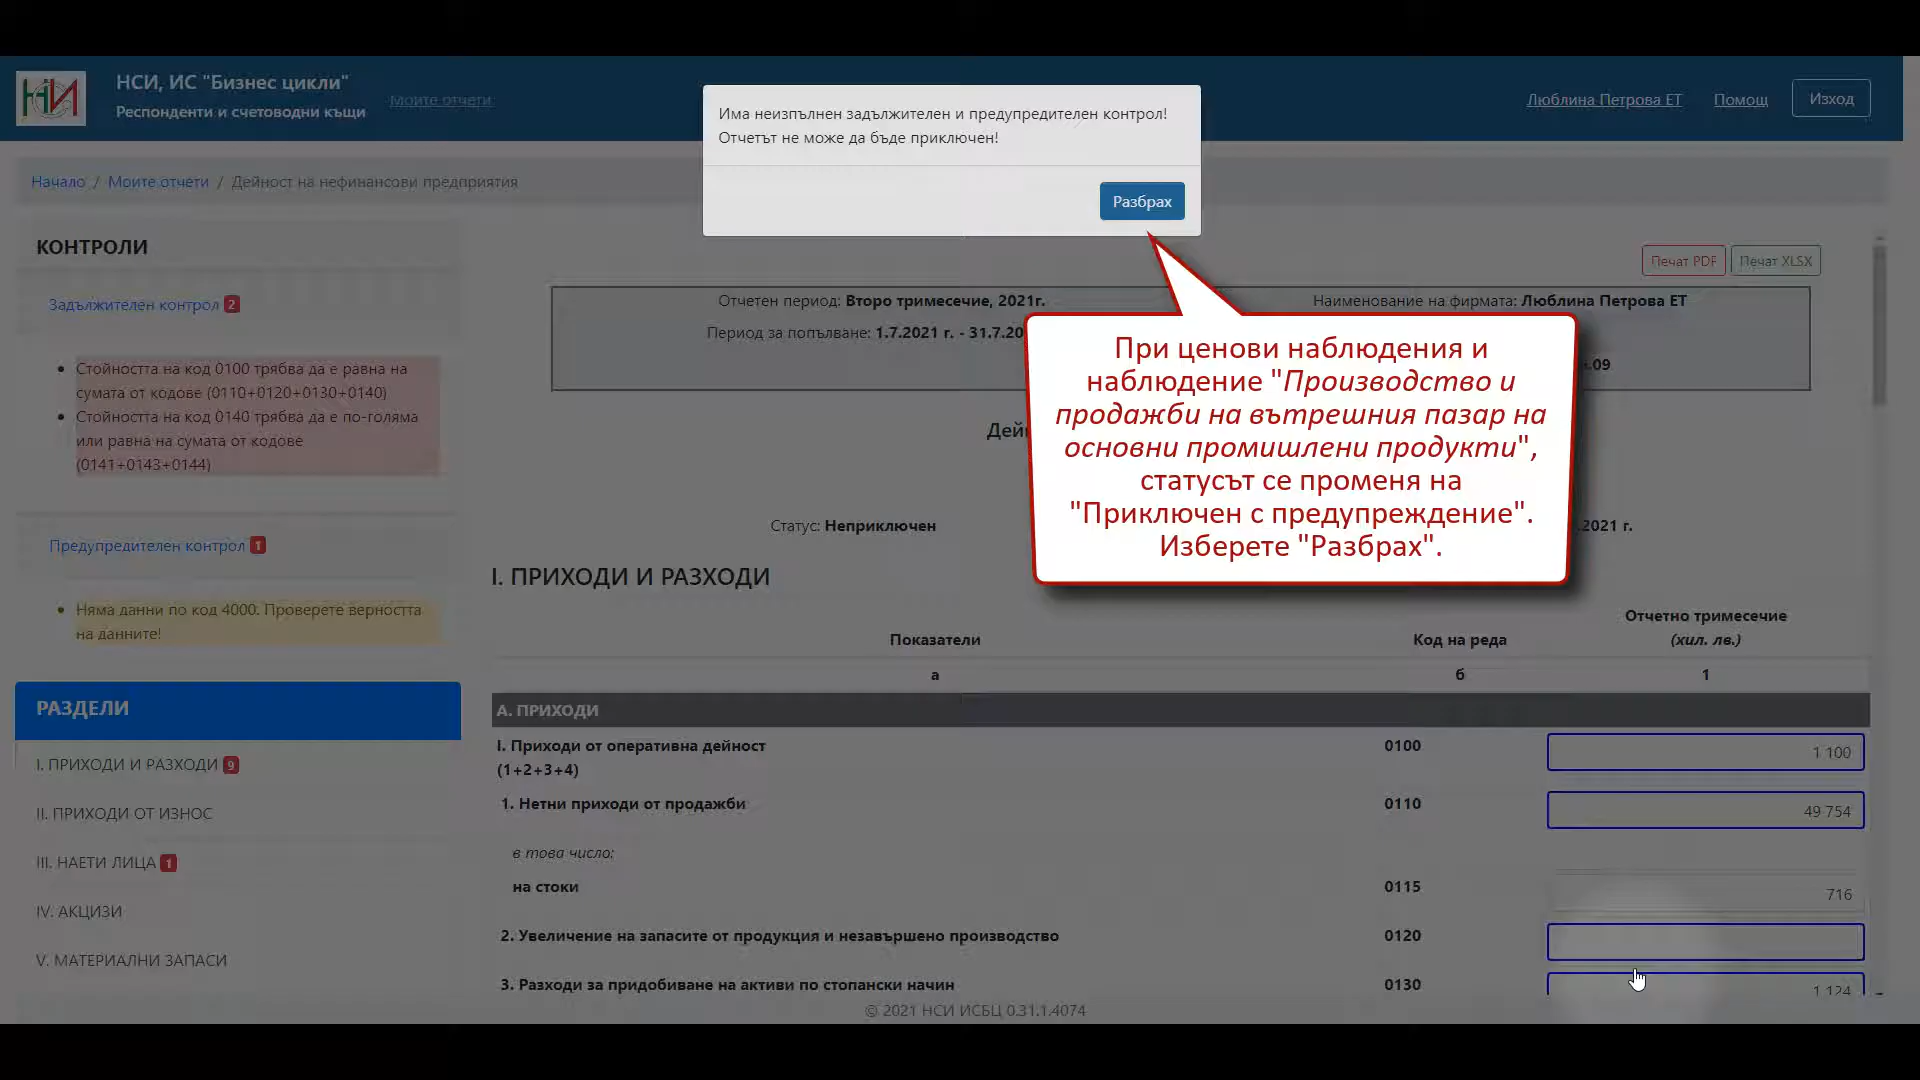 НСИ, ИС "Бизнес цикли"
Респонденти и счетоводни къщи
Моите отчети
Люблина Петрова ЕТ
Помощ
Изход
Има неизпълнен задължителен и предупредителен контрол!
Отчетът не може да бъде приключен!
Разбрах
Начало / Моите отчети / Дейност на нефинансови предприятия
КОНТРОЛИ
Задължителен контрол 2
• Стойността на код 0100 трябва да е равна на
сумата от кодове (0110+0120+0130+0140)
• Стойността на код 0140 трябва да е по-голяма
или равна на сумата от кодове
(0141+0143+0144)
Предупредителен контрол 1
• Няма данни по код 4000. Проверете верността
на данните!
РАЗДЕЛИ
I. ПРИХОДИ И РАЗХОДИ 9
II. ПРИХОДИ ОТ ИЗНОС
III. НАЕТИ ЛИЦА 1
IV. АКЦИЗИ
V. МАТЕРИАЛНИ ЗАПАСИ
Печат PDF
Печат XLSX
Отчетен период: Второ тримесечие, 2021г.
Наименование на фирмата: Люблина Петрова ЕТ
Период за попълване: 1.7.2021 г. - 31.7.20
.09
При ценови наблюдения и
наблюдение "Производство и
продажби на вътрешния пазар на
основни промишлени продукти",
статусът се променя на
"Приключен с предупреждение".
Изберете "Разбрах".
Дей
Статус: Неприключен
.2021 г.
I. ПРИХОДИ И РАЗХОДИ
Показатели
Код на реда
Отчетно тримесечие
(хил. лв.)
а
б
1
А. ПРИХОДИ
I. Приходи от оперативна дейност
(1+2+3+4)
0100
1 100
1. Нетни приходи от продажби
0110
49 754
в това число:
на стоки
0115
716
2. Увеличение на запасите от продукция и незавършено производство
0120
3. Разходи за придобиване на активи по стопански начин
0130
1 124
© 2021 НСИ ИСБЦ 0.31.1.4074